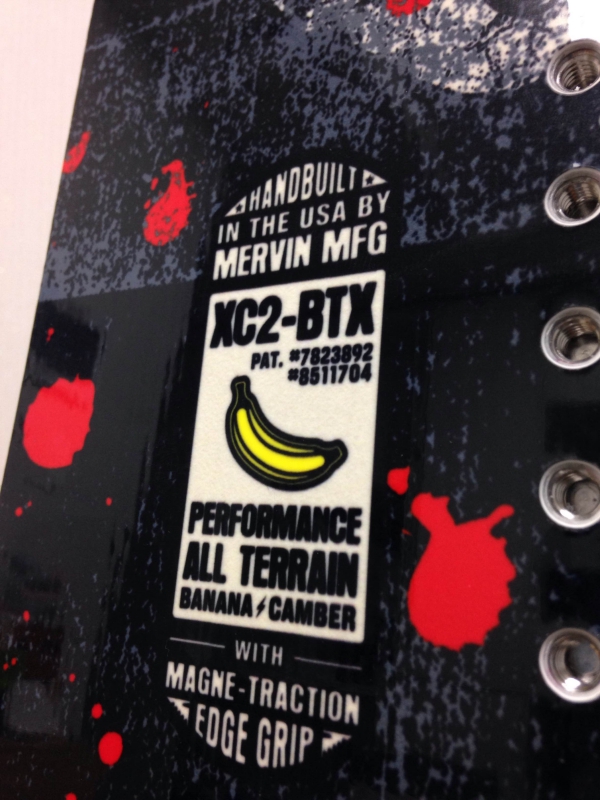 HANDBUILT
IN THE USA BY
MERVIN MFG
XC2-BTX
PAT. #7823892
#8511704
PERFORMANCE
ALL TERRAIN
BANANA CAMBER
WITH
MAGNE-TRACTION
EDGE GRIP